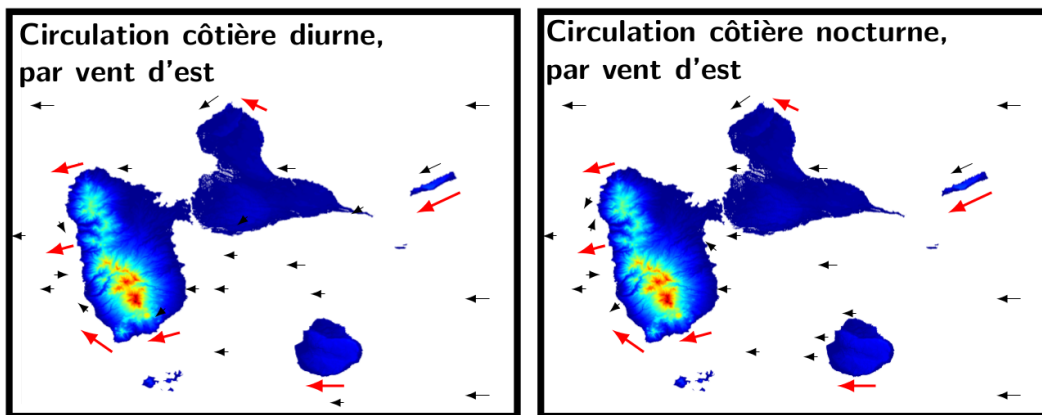 Circulation côtière diurne,
par vent d'est
Circulation côtière nocturne,
par vent d'est